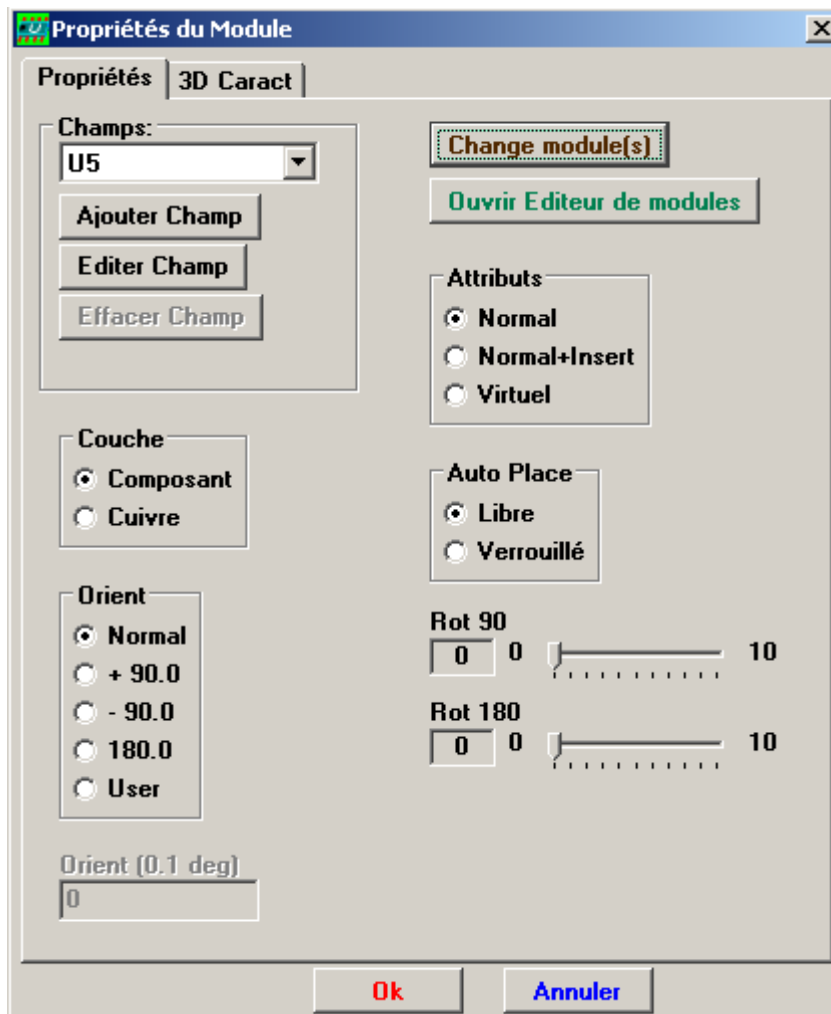 Propriétés du Module
Propriétés
3D Caract
Champs:
U5
Ajouter Champ
Editer Champ
Effacer Champ
Change module(s)
Ouvrir Editeur de modules
Attributs
Normal
Normal+Insert
Virtuel
Couche
Composant
Cuivre
Auto Place
Libre
Verrouillé
Orient
Normal
+ 90.0
- 90.0
180.0
User
Rot 90
0 0 10
Rot 180
0 0 10
Orient (0.1 deg)
0
Ok
Annuler